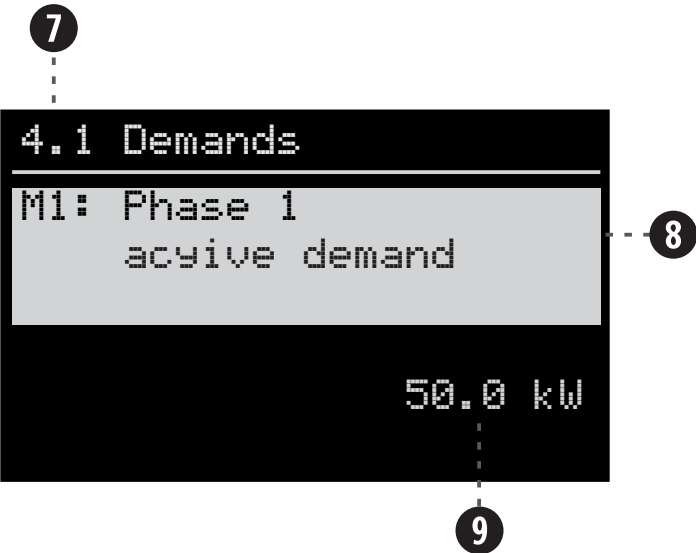 7
4.1 Demands
M1: Phase 1
acyive demand
8
50.0 kW
9